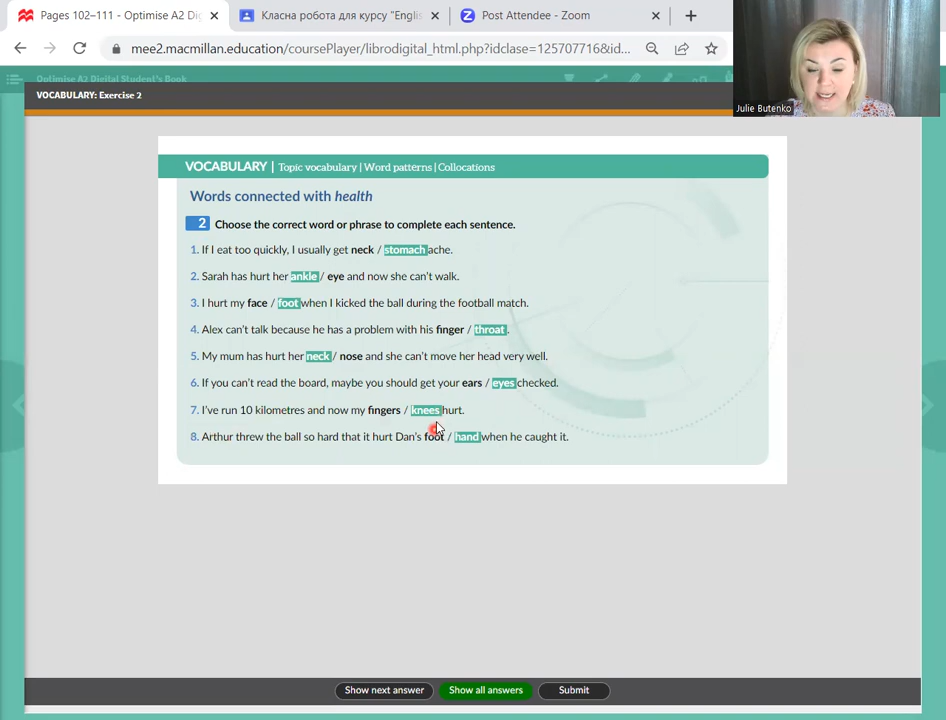 Pages 102–111 - Optimise A2 Di
Класна робота для курсу "Englis
Post Attendee - Zoom
mee2.macmillan.education/coursePlayer/librodigital_html.php?idclase=125707716&id...
Optimise A2 Digital Student's Book
VOCABULARY: Exercise 2
Julie Butenko
VOCABULARY | Topic vocabulary | Word patterns | Collocations
Words connected with health
2 Choose the correct word or phrase to complete each sentence.
1. If I eat too quickly, I usually get neck / stomach ache.
2. Sarah has hurt her ankle / eye and now she can't walk.
3. I hurt my face / foot when I kicked the ball during the football match.
4. Alex can't talk because he has a problem with his finger / throat.
5. My mum has hurt her neck / nose and she can't move her head very well.
6. If you can't read the board, maybe you should get your ears / eyes checked.
7. I've run 10 kilometres and now my fingers / knees hurt.
8. Arthur threw the ball so hard that it hurt Dan's foot / hand when he caught it.
Show next answer
Show all answers
Submit